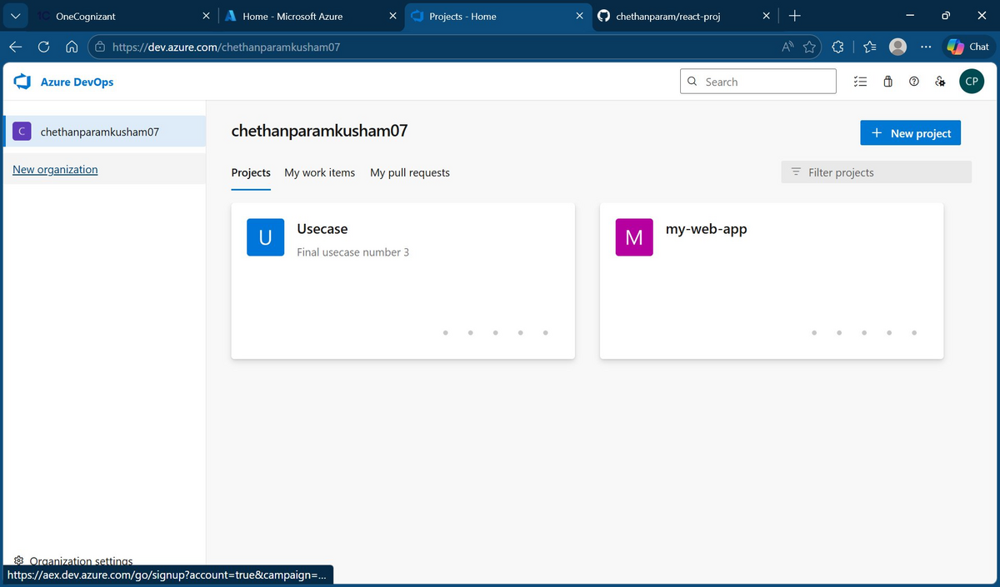 OneCognizant
Home - Microsoft Azure
Projects - Home
chethanparam/react-proj
https://dev.azure.com/chethanparamkusham07
Chat
Azure DevOps
Search
CP
C
chethanparamkusham07
New organization
chethanparamkusham07
New project
Projects
My work items
My pull requests
Filter projects
U
Usecase
Final usecase number 3
M
my-web-app
Organization settings
https://aex.dev.azure.com/go/signup?account=true&campaign=...